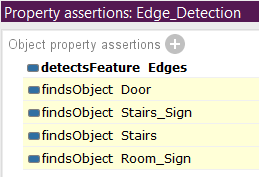 Property assertions: Edge_Detection
Object property assertions
detectsFeature Edges
findsObject Door
findsObject Stairs_Sign
findsObject Stairs
findsObject Room_Sign